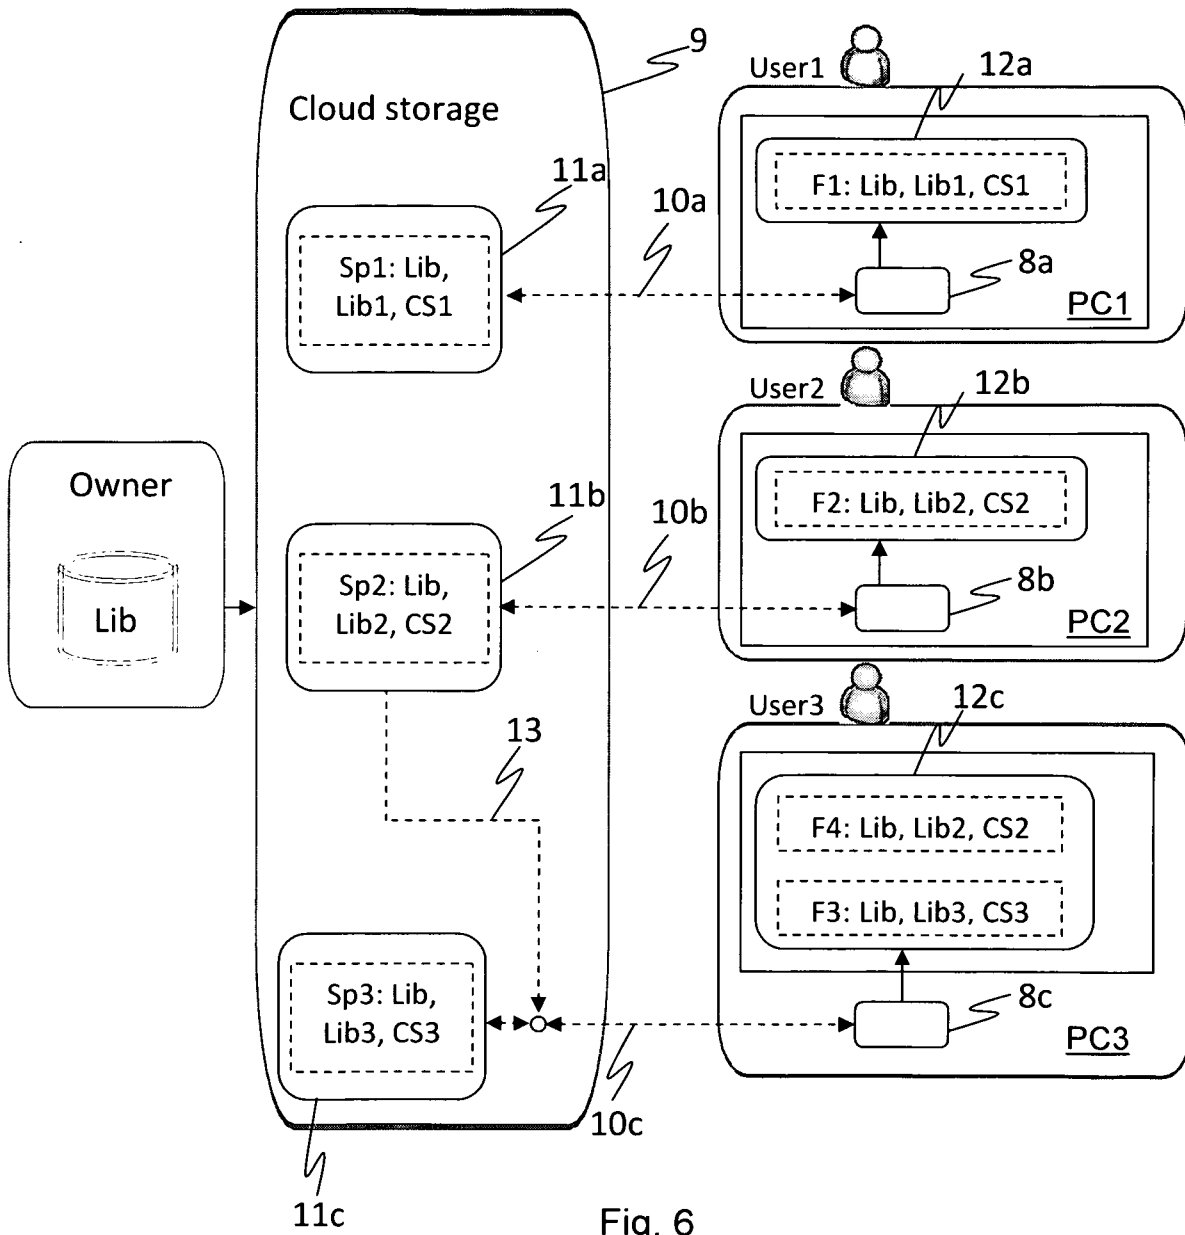 9
Cloud storage
User1
12a
11a
10a
F1: Lib, Lib1, CS1
Sp1: Lib,
Lib1, CS1
8a
PC1
User2
12b
Owner
Lib
11b
10b
F2: Lib, Lib2, CS2
Sp2: Lib,
Lib2, CS2
8b
PC2
User3
12c
13
F4: Lib, Lib2, CS2
F3: Lib, Lib3, CS3
Sp3: Lib,
Lib3, CS3
8c
PC3
10c
11c
Fig. 6